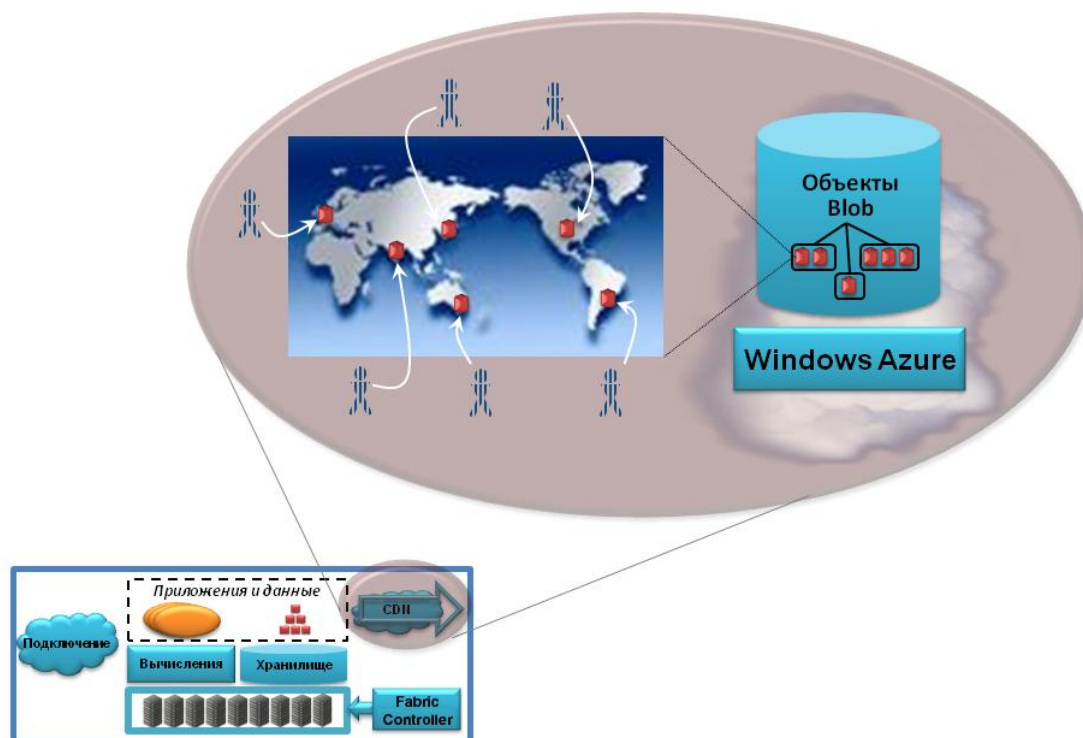 Объекты
Blob
Windows Azure
Приложения и данные
CDN
Подключение
Вычисления
Хранилище
Fabric
Controller